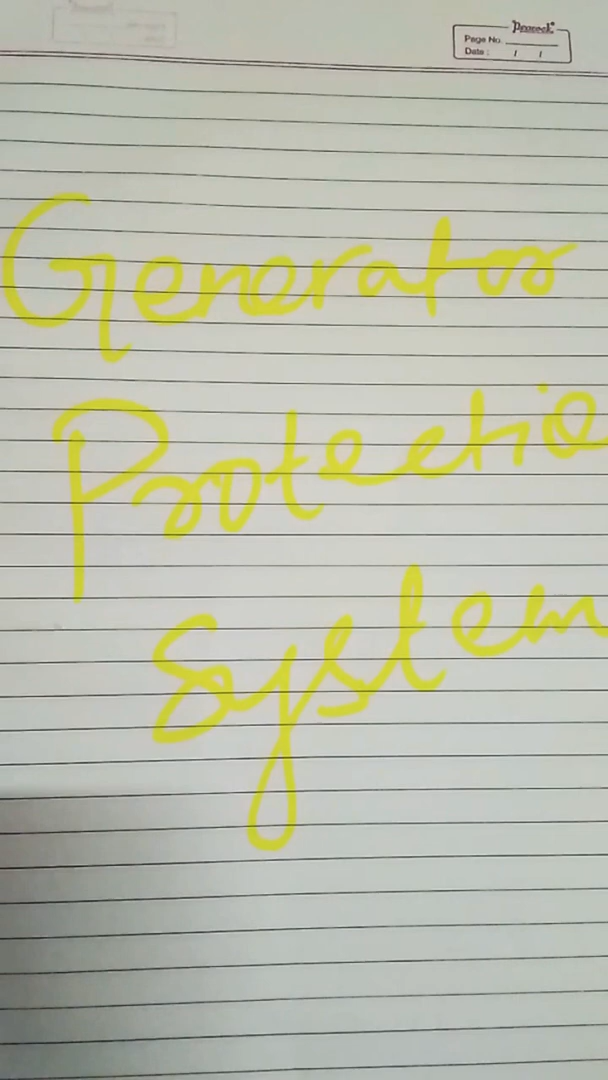 Peacock
Page No.
Date : / /
Generator
Protectio
System